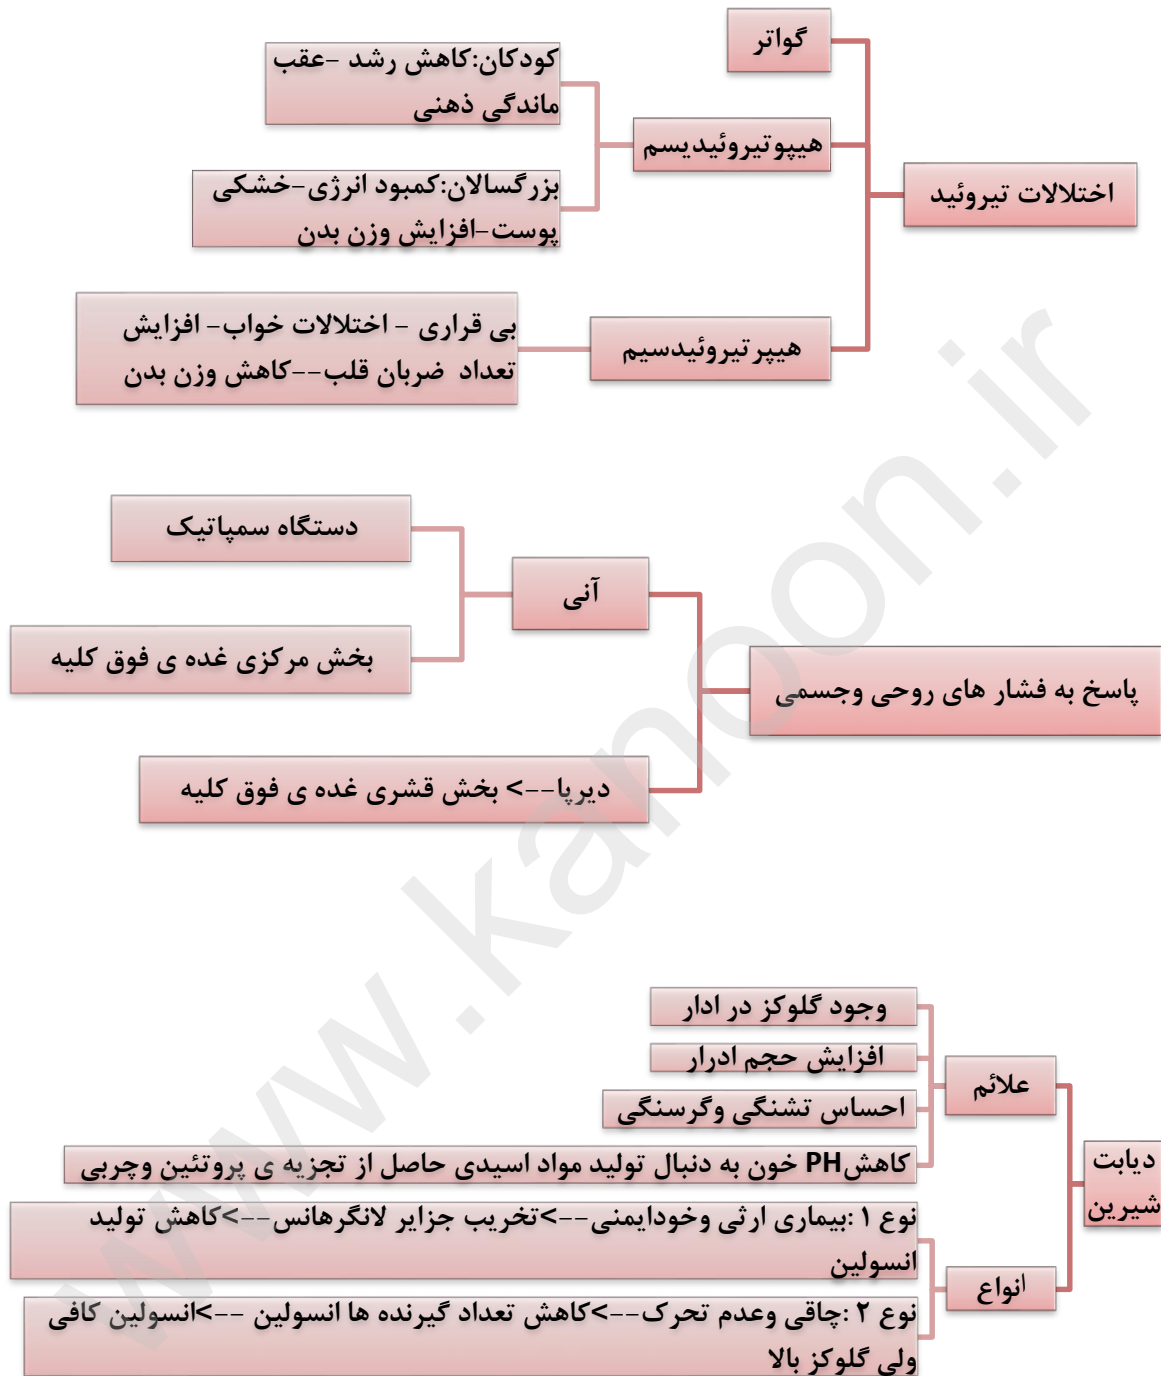 گواتر
کودکان:کاهش رشد -عقب
ماندگی ذهنی
هیپوتیروئیدیسم
بزرگسالان:کمبود انرژی-خشکی
پوست-افزایش وزن بدن
اختلالات تیروئید
بی قراری - اختلالات خواب- افزایش
تعداد ضربان قلب--کاهش وزن بدن
هیپرتیروئیدسیم
دستگاه سمپاتیک
آنی
بخش مرکزی غده ی فوق کلیه
پاسخ به فشار های روحی وجسمی
دیرپا--> بخش قشری غده ی فوق کلیه
وجود گلوکز در ادار
افزایش حجم ادرار
علائم
احساس تشنگی وگرسنگی
کاهشPH خون به دنبال تولید مواد اسیدی حاصل از تجزیه ی پروتئین وچربی
دیابت
شیرین
نوع ۱ :بیماری ارثی وخودایمنی-->تخریب جزایر لانگرهانس-->کاهش تولید
انسولین
انواع
نوع ۲ :چاقی وعدم تحرک-->کاهش تعداد گیرنده ها انسولین -->انسولین کافی
ولی گلوکز بالا
www.kanoon.ir